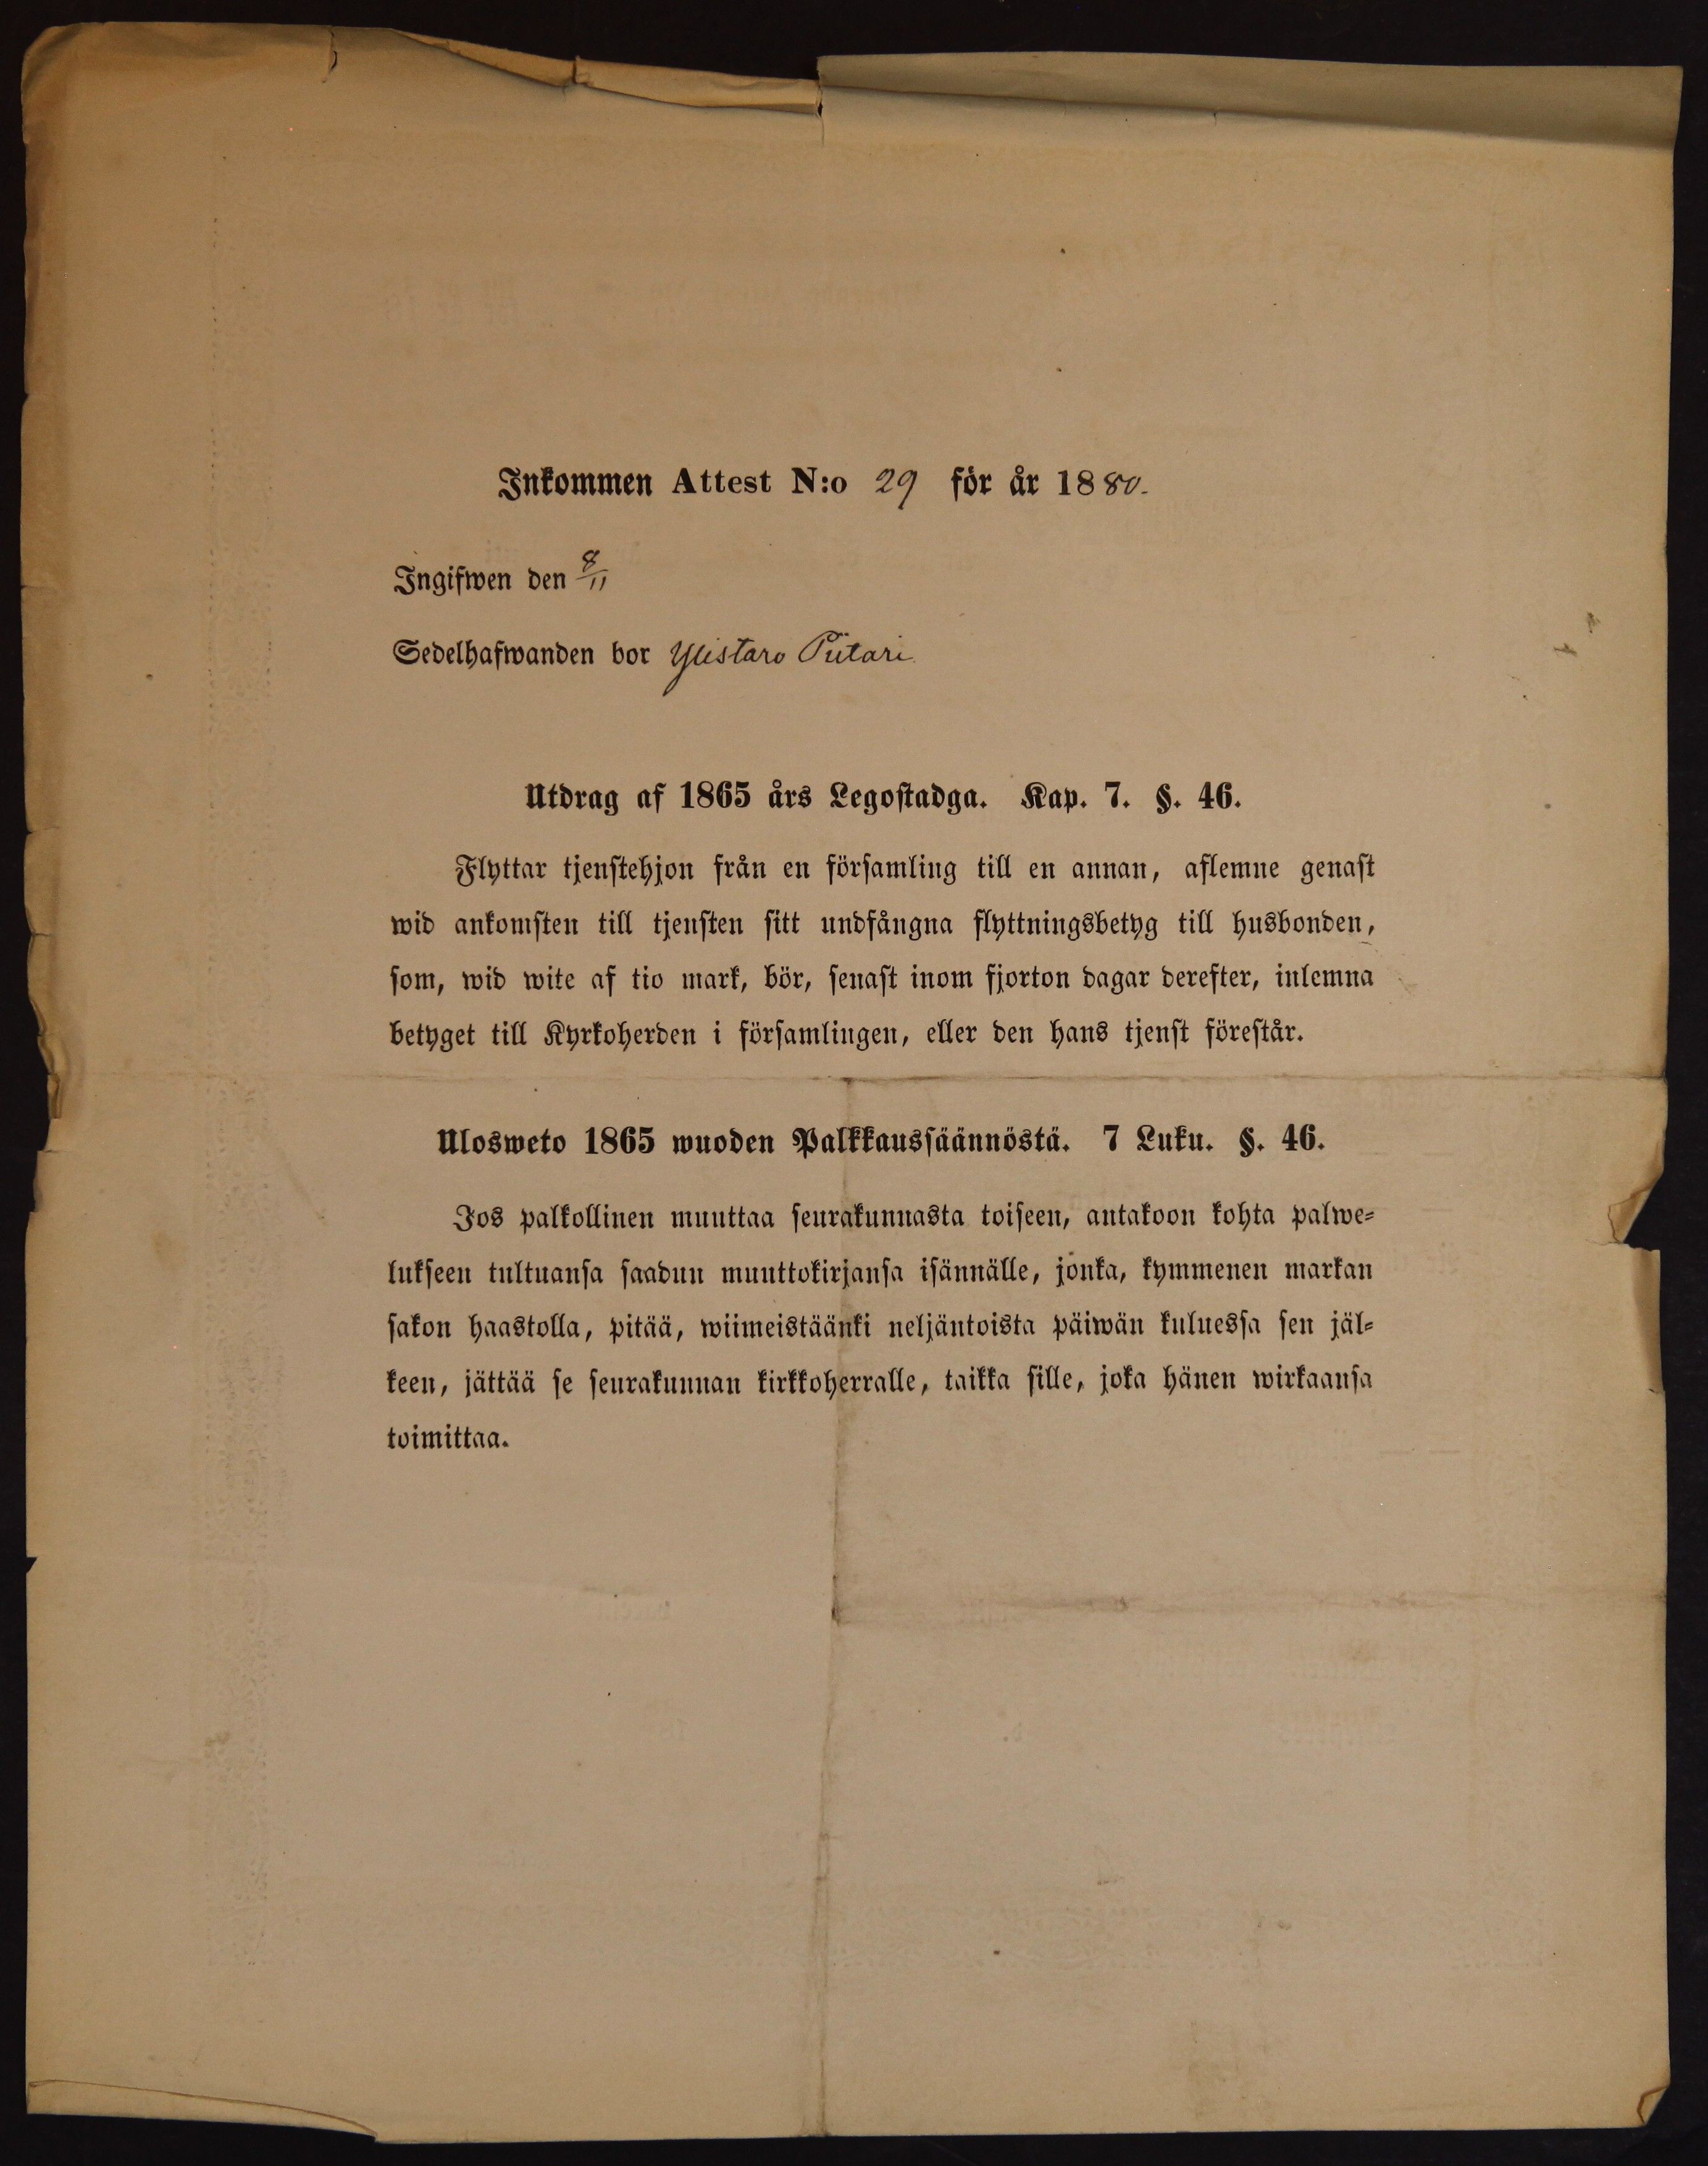 Inkommen Attest N:o 29 för år 1880.
Ingifwen den 8/11
Sedelhafwanden bor Ylistaro Piitari
Utdrag af 1865 års Legostadga. Kap. 7. §. 46.
Flyttar tjenstehjon från en församling till en annan, aflemne genast
wid ankomsten till tjensten sitt undfångna flyttningsbetyg till husbonden,
som, wid wite af tio mark, bör, senast inom fjorton dagar derefter, inlemna
betyget till Kyrkoherden i församlingen, eller den hans tjenst förestår.
Ulosweto 1865 wuoden Palkkaussäännöstä. 7 Luku. §. 46.
Jos palkollinen muuttaa seurakunnasta toiseen, antakoon kohta palwe-
lukseen tultuansa saadun muuttokirjansa isännälle, jonka, kymmenen markan
sakon haastolla, pitää, wiimeistäänki neljäntoista päiwän kuluessa sen jäl-
keen, jättää se seurakunnan kirkkoherralle, taikka sille, joka hänen wirkaansa
toimittaa.